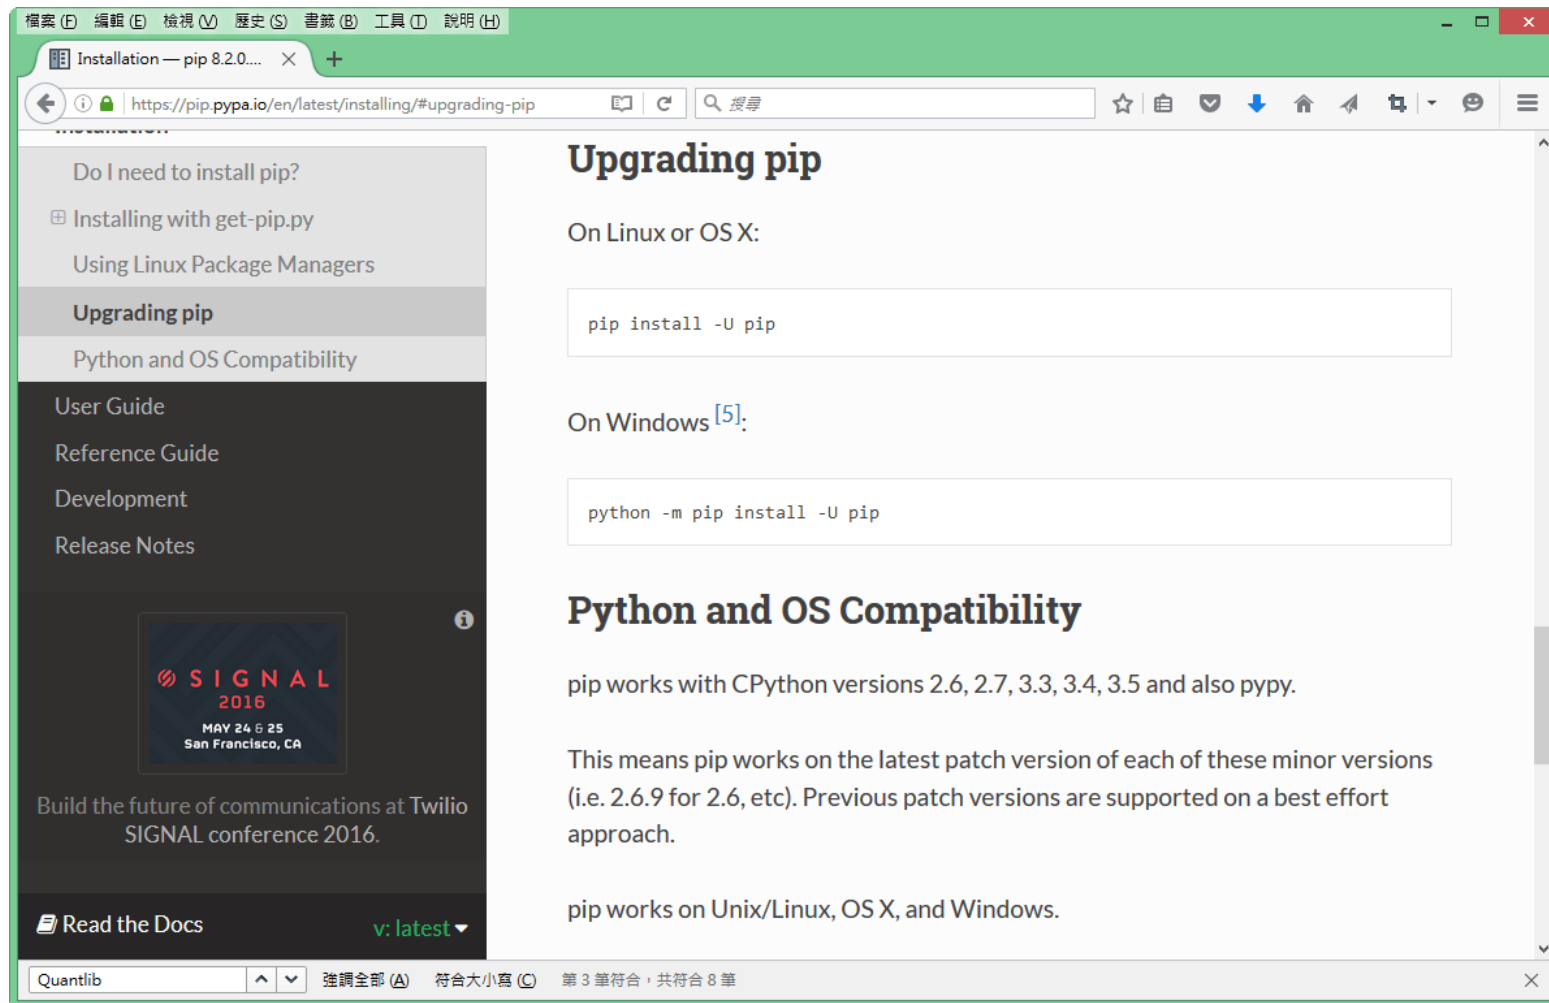 檔案(F) 編輯(E) 檢視(V) 歷史(S) 書籤(B) 工具(T) 說明(H)
Installation — pip 8.2.0....
https://pip.pypa.io/en/latest/installing/#upgrading-pip
搜尋
Installation
Do I need to install pip?
Installing with get-pip.py
Using Linux Package Managers
Upgrading pip
Python and OS Compatibility
User Guide
Reference Guide
Development
Release Notes
SIGNAL
2016
MAY 24 & 25
San Francisco, CA
Build the future of communications at Twilio
SIGNAL conference 2016.
Read the Docs
v: latest
Upgrading pip
On Linux or OS X:
pip install -U pip
On Windows [5]:
python -m pip install -U pip
Python and OS Compatibility
pip works with CPython versions 2.6, 2.7, 3.3, 3.4, 3.5 and also pypy.
This means pip works on the latest patch version of each of these minor versions
(i.e. 2.6.9 for 2.6, etc). Previous patch versions are supported on a best effort
approach.
pip works on Unix/Linux, OS X, and Windows.
Quantlib
強調全部(A) 符合大小寫(C) 第 3 筆符合，共符合 8 筆